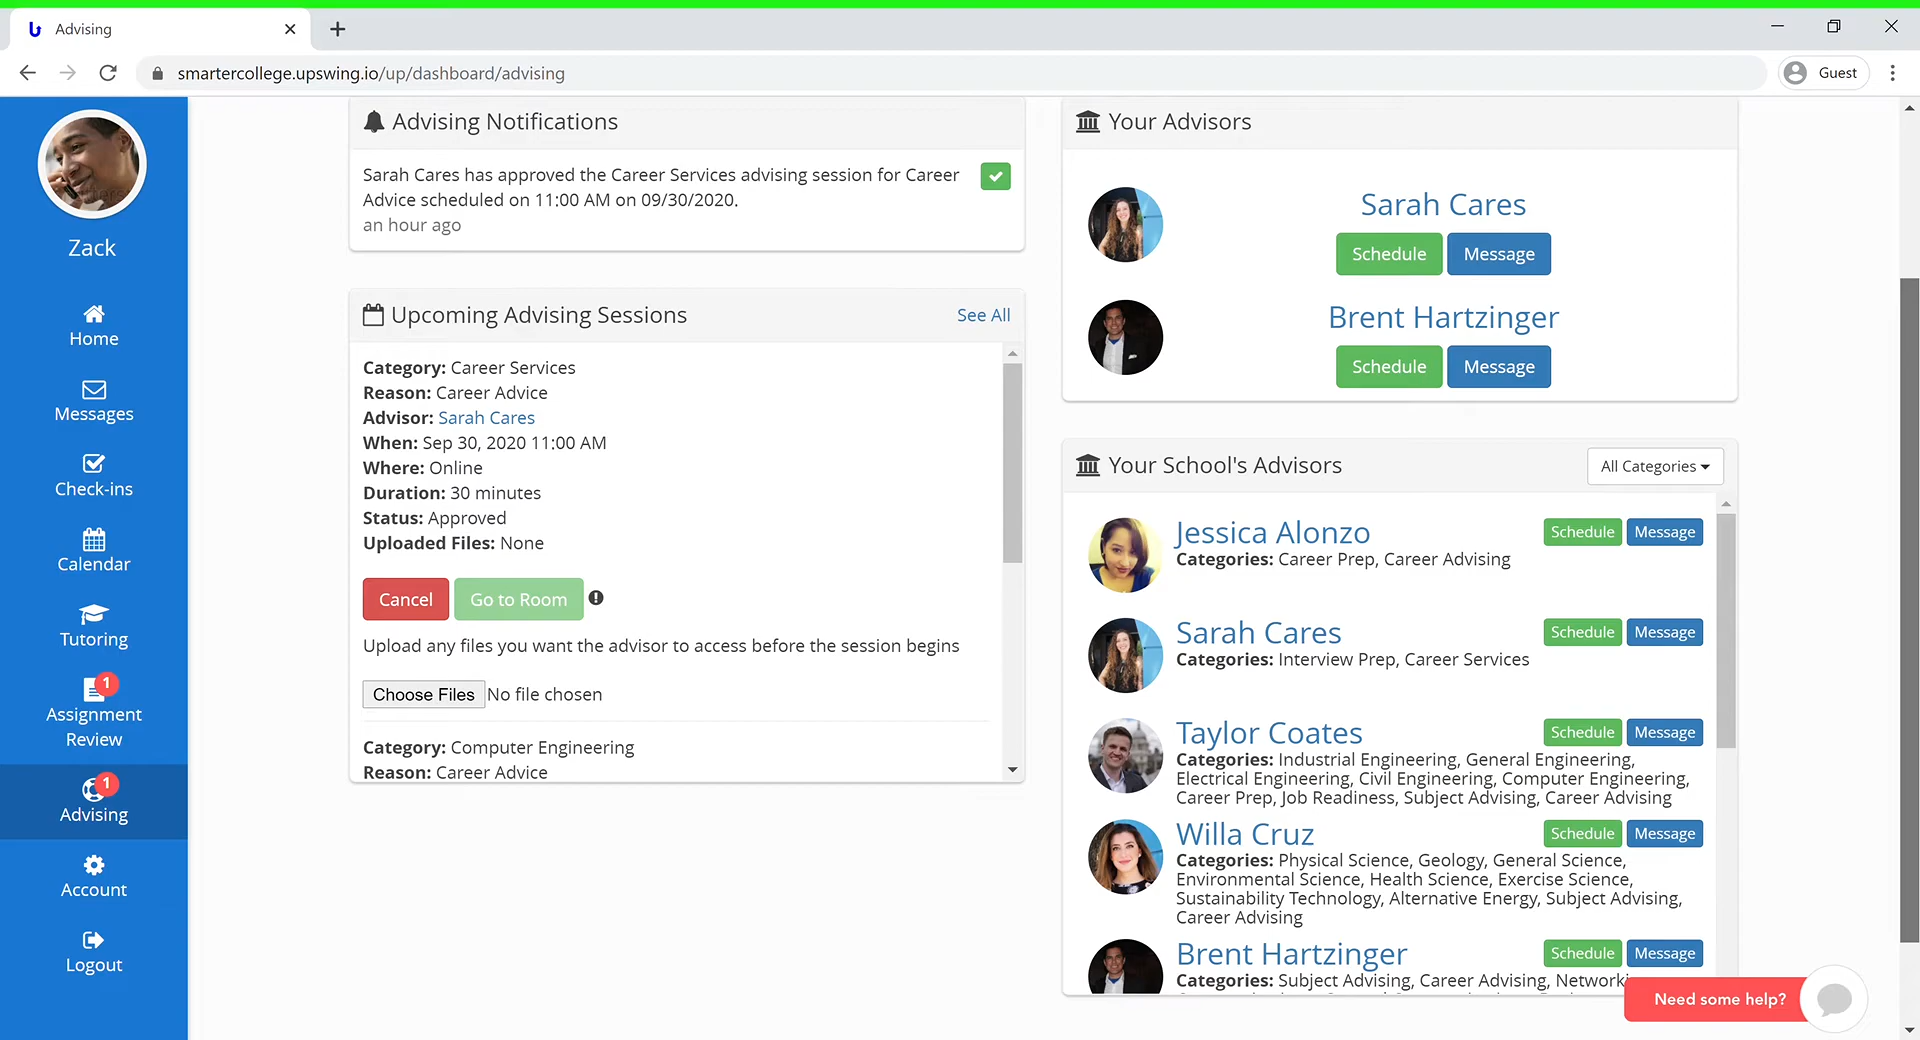 Advising
smartercollege.upswing.io/up/dashboard/advising
Guest
Zack
Home
Messages
Check-ins
Calendar
Tutoring
1
Assignment
Review
1
Advising
Account
Logout
Advising Notifications
Sarah Cares has approved the Career Services advising session for Career
Advice scheduled on 11:00 AM on 09/30/2020.
an hour ago
Upcoming Advising Sessions
See All
Category: Career Services
Reason: Career Advice
Advisor: Sarah Cares
When: Sep 30, 2020 11:00 AM
Where: Online
Duration: 30 minutes
Status: Approved
Uploaded Files: None
Cancel
Go to Room
Upload any files you want the advisor to access before the session begins
Choose Files No file chosen
Category: Computer Engineering
Reason: Career Advice
Your Advisors
Sarah Cares
Schedule Message
Brent Hartzinger
Schedule Message
Your School's Advisors
All Categories
Jessica Alonzo
Schedule Message
Categories: Career Prep, Career Advising
Sarah Cares
Schedule Message
Categories: Interview Prep, Career Services
Taylor Coates
Schedule Message
Categories: Industrial Engineering, General Engineering,
Electrical Engineering, Civil Engineering, Computer Engineering,
Career Prep, Job Readiness, Subject Advising, Career Advising
Willa Cruz
Schedule Message
Categories: Physical Science, Geology, General Science,
Environmental Science, Health Science, Exercise Science,
Sustainability Technology, Alternative Energy, Subject Advising,
Career Advising
Brent Hartzinger
Schedule Message
Categories: Subject Advising, Career Advising,
Need some help?